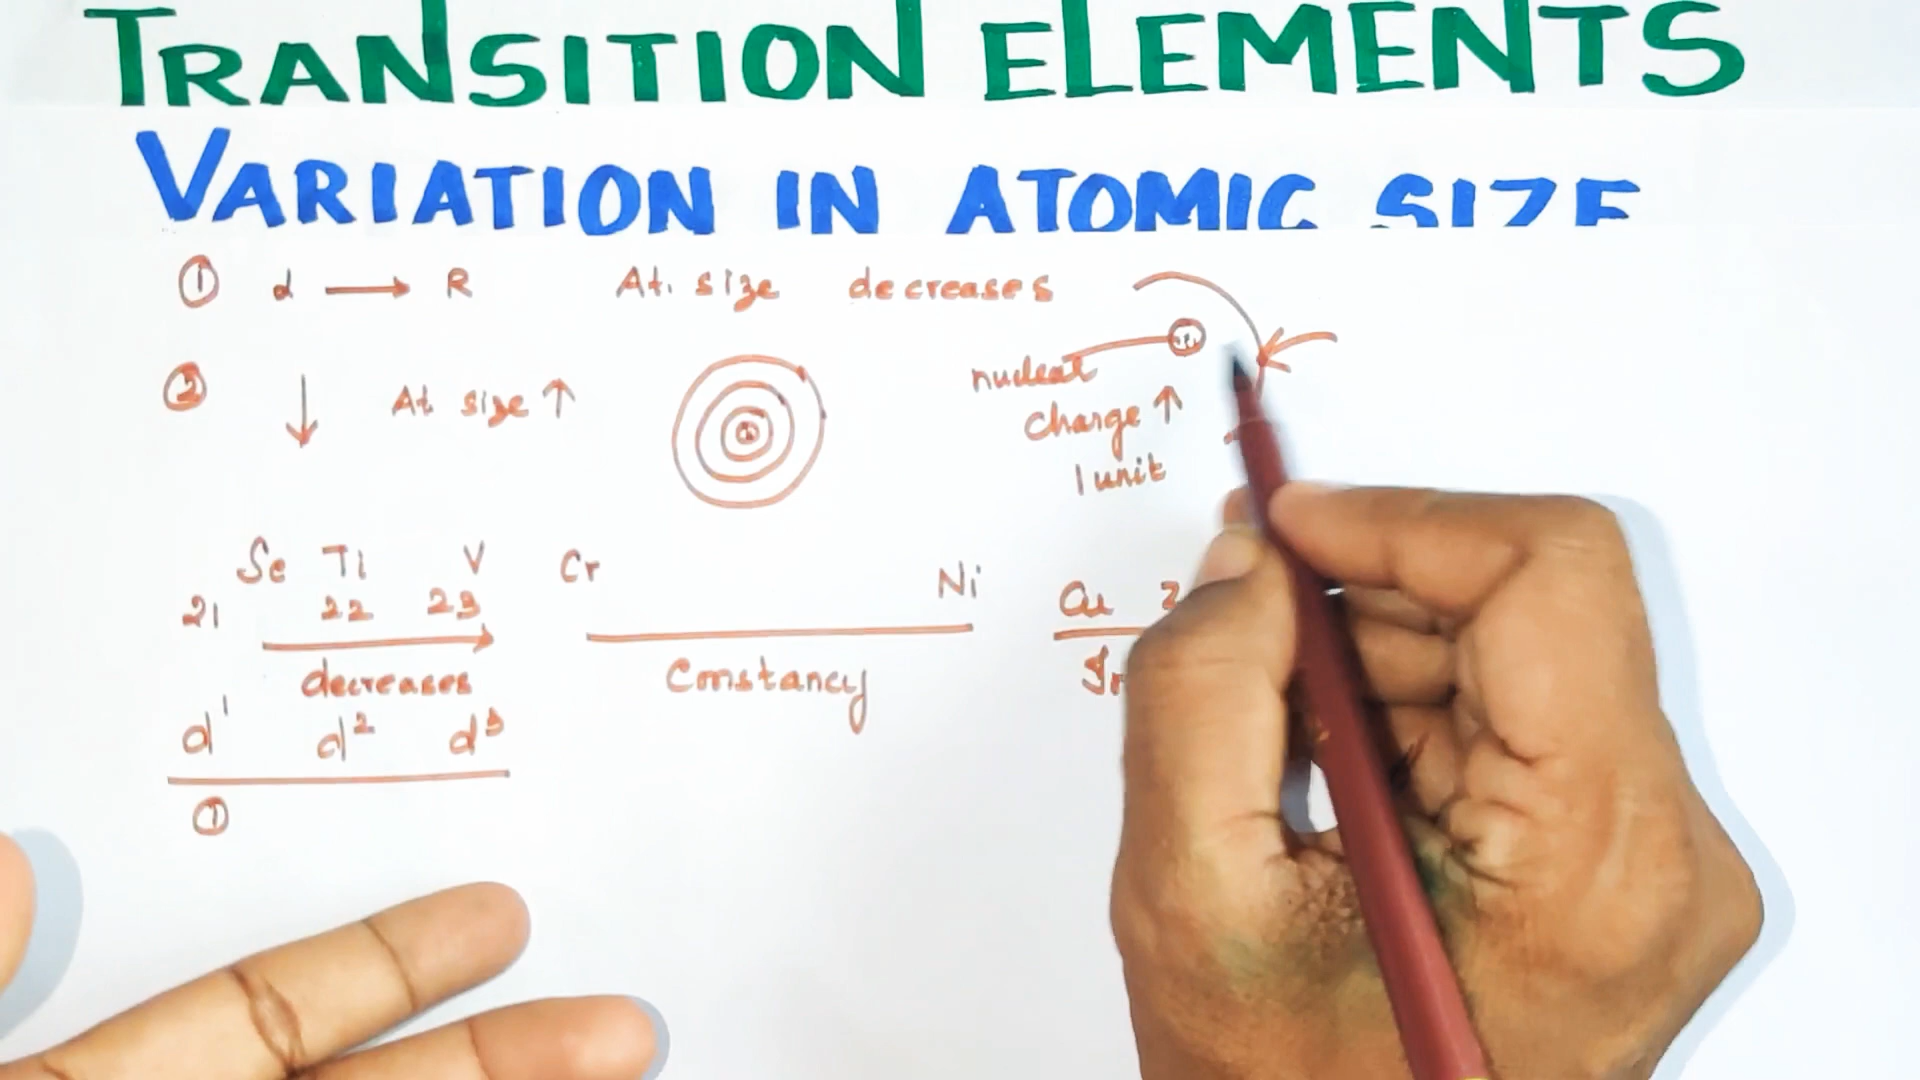 TRANSITION ELEMENTS
VARIATION IN ATOMIC SIZE
① d → R At. size decreases
② ↓ At size ↑
nuclear
charge ↑
1 unit
Sc Ti V Cr Ni Cu
21 22 23
decreases Constancy
d¹ d² d³
①